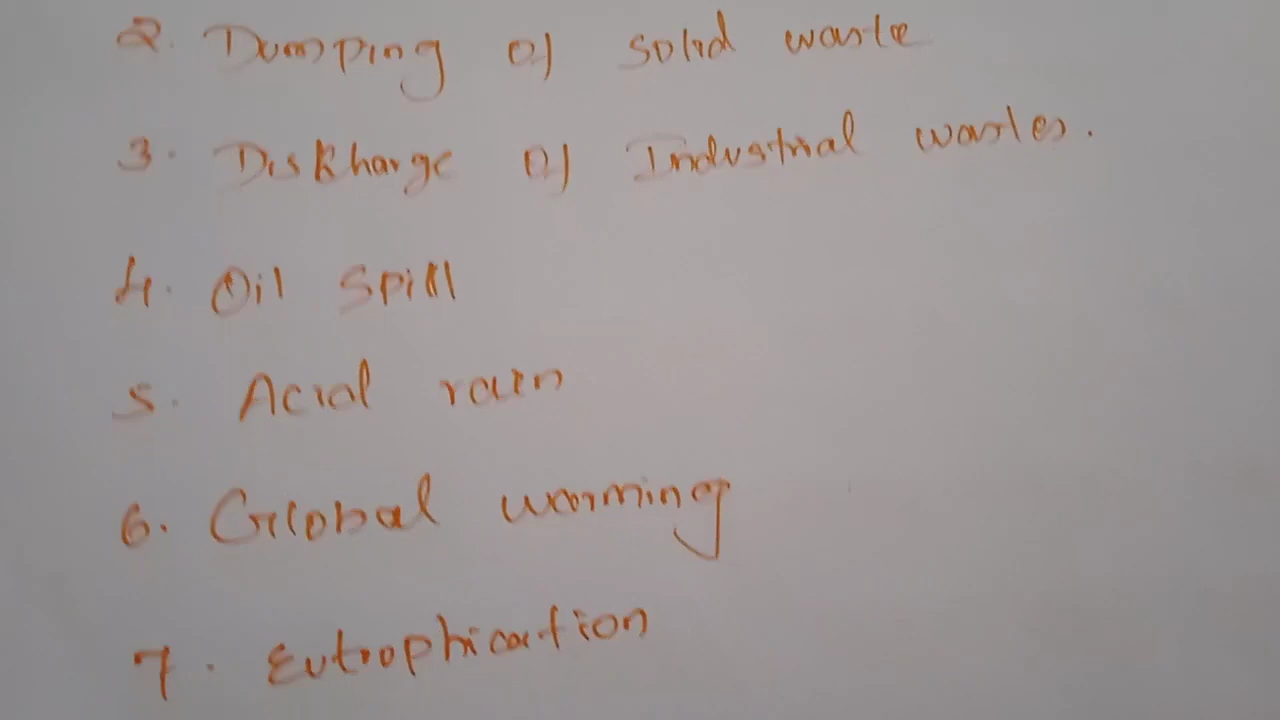 2. Dumping of solid waste
3. Diskharge of Industrial wastes.
4. Oil spill
5. Acid rain
6. Global warming
7. Eutrophication